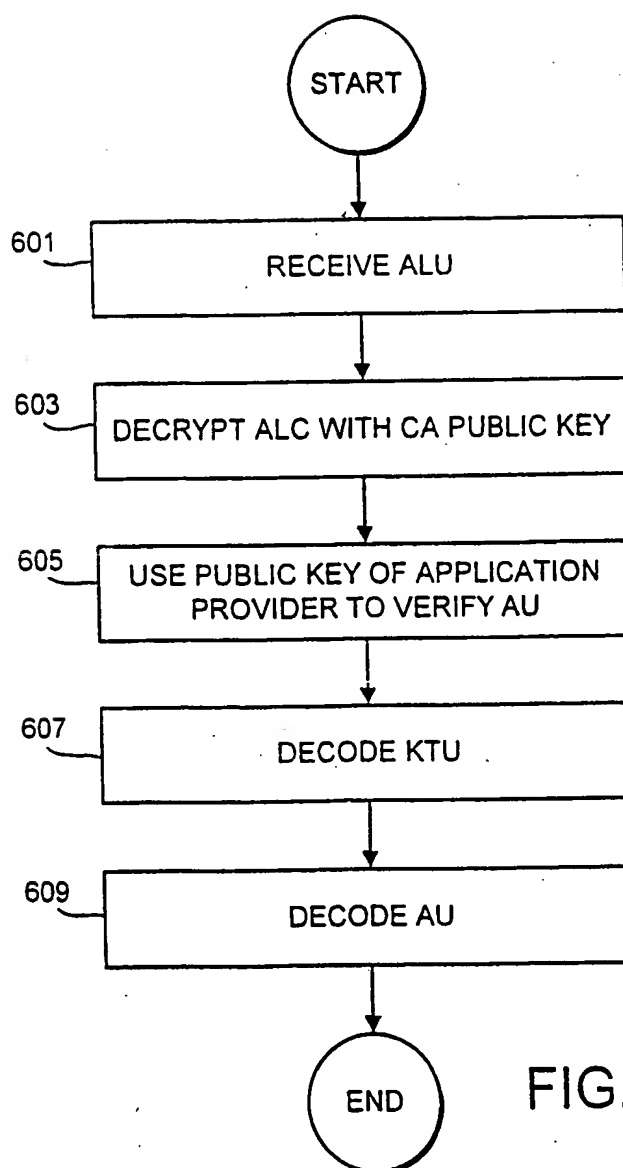 START
601
RECEIVE ALU
603
DECRYPT ALC WITH CA PUBLIC KEY
605
USE PUBLIC KEY OF APPLICATION
PROVIDER TO VERIFY AU
607
DECODE KTU
609
DECODE AU
END
FIG.